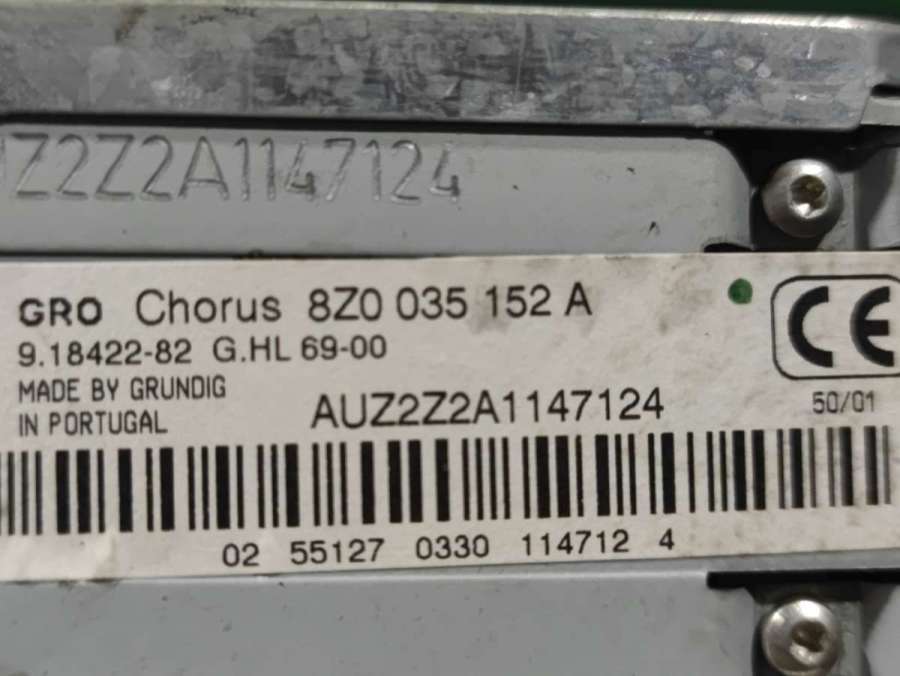 UZ2Z2A1147124
GRO Chorus 8Z0 035 152 A
CE
9.18422-82 G.HL 69-00
MADE BY GRUNDIG
IN PORTUGAL
AUZ2Z2A1147124
50/01
02 55127 0330 114712 4